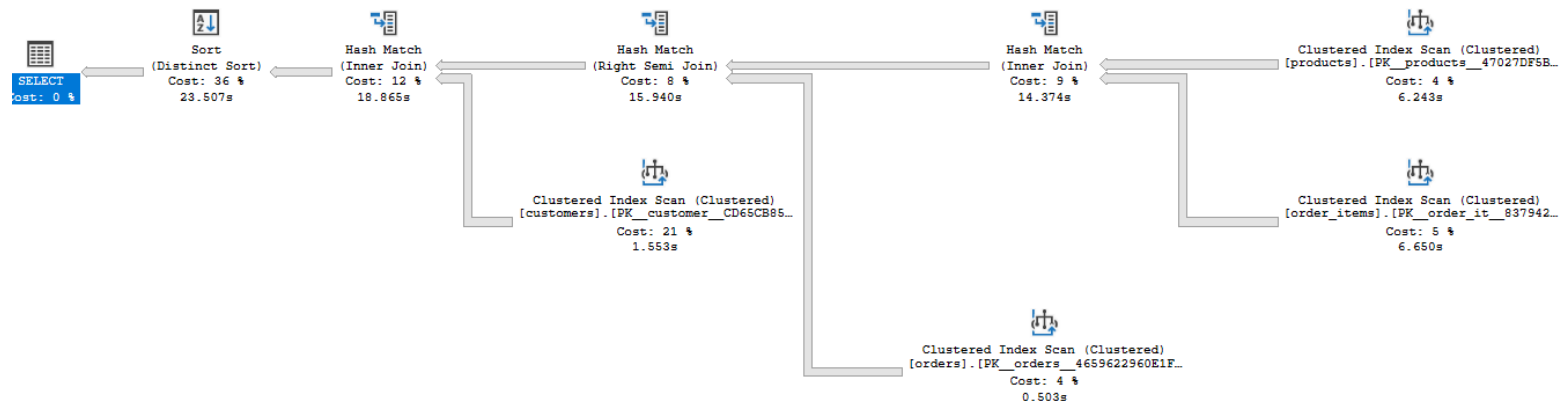 SELECT
Cost: 0 %
Sort
(Distinct Sort)
Cost: 36 %
23.507s
Hash Match
(Inner Join)
Cost: 12 %
18.865s
Hash Match
(Right Semi Join)
Cost: 8 %
15.940s
Hash Match
(Inner Join)
Cost: 9 %
14.374s
Clustered Index Scan (Clustered)
[products].[PK__products__47027DF5B…
Cost: 4 %
6.243s
Clustered Index Scan (Clustered)
[customers].[PK__customer__CD65CB85…
Cost: 21 %
1.553s
Clustered Index Scan (Clustered)
[order_items].[PK__order_it__837942…
Cost: 5 %
6.650s
Clustered Index Scan (Clustered)
[orders].[PK__orders__4659622960E1F…
Cost: 4 %
0.503s